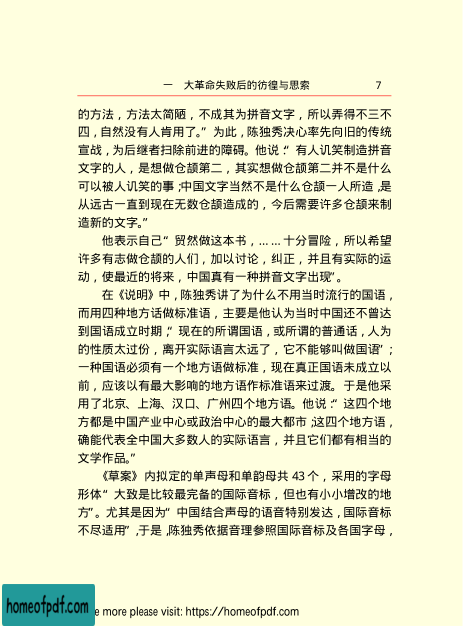 一　大革命失败后的彷徨与思索　7
的方法，方法太简陋，不成其为拼音文字，所以弄得不三不
四，自然没有人肯用了。”为此，陈独秀决心率先向旧的传统
宣战，为后继者扫除前进的障碍。他说：“有人讥笑制造拼音
文字的人，是想做仓颉第二，其实想做仓颉第二并不是什么
可以被人讥笑的事；中国文字当然不是什么仓颉一人所造，是
从远古一直到现在无数仓颉造成的，今后需要许多仓颉来制
造新的文字。”
他表示自己“贸然做这本书，……十分冒险，所以希望
许多有志做仓颉的人们，加以讨论，纠正，并且有实际的运
动，使最近的将来，中国真有一种拼音文字出现”。
在《说明》中，陈独秀讲了为什么不用当时流行的国语，
而用四种地方话做标准语，主要是他认为当时中国还不曾达
到国语成立时期，“现在的所谓国语，或所谓的普通话，人为
的性质太过份，离开实际语言太远了，它不能够叫做国语”；
一种国语必须有一个地方语做标准，现在真正国语未成立以
前，应该以有最大影响的地方语作标准语来过渡。于是他采
用了北京、上海、汉口、广州四个地方语。他说：“这四个地
方都是中国产业中心或政治中心的最大都市；这四个地方语，
确能代表全中国大多数人的实际语言，并且它们都有相当的
文学作品。”
《草案》内拟定的单声母和单韵母共 43 个，采用的字母
形体“大致是比较最完备的国际音标，但也有小小增改的地
方”。尤其是因为“中国结合声母的语音特别发达，国际音标
不尽适用”，于是，陈独秀依据音理参照国际音标及各国字母，
homeofpdf.com
e more please visit: https://homeofpdf.com